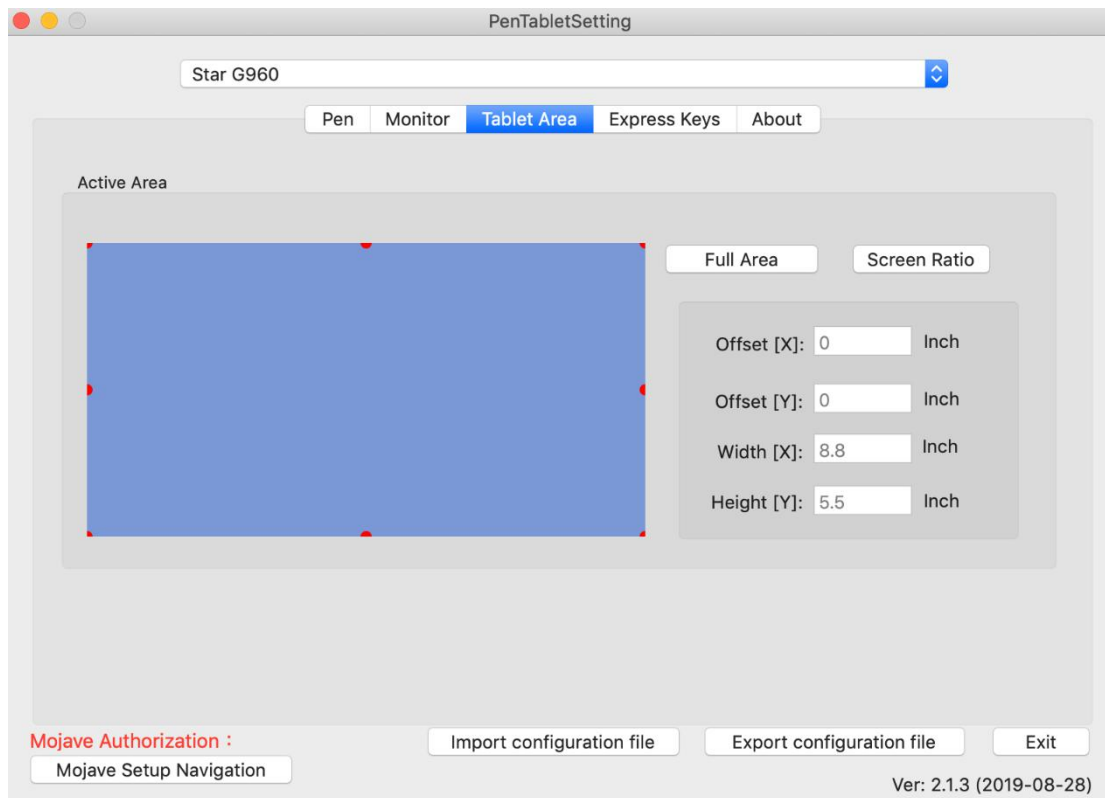 PenTabletSetting
Star G960
Pen Monitor Tablet Area Express Keys About
Active Area
Full Area Screen Ratio
Offset [X]: 0 Inch
Offset [Y]: 0 Inch
Width [X]: 8.8 Inch
Height [Y]: 5.5 Inch
Mojave Authorization：
Import configuration file Export configuration file Exit
Mojave Setup Navigation
Ver: 2.1.3 (2019-08-28)